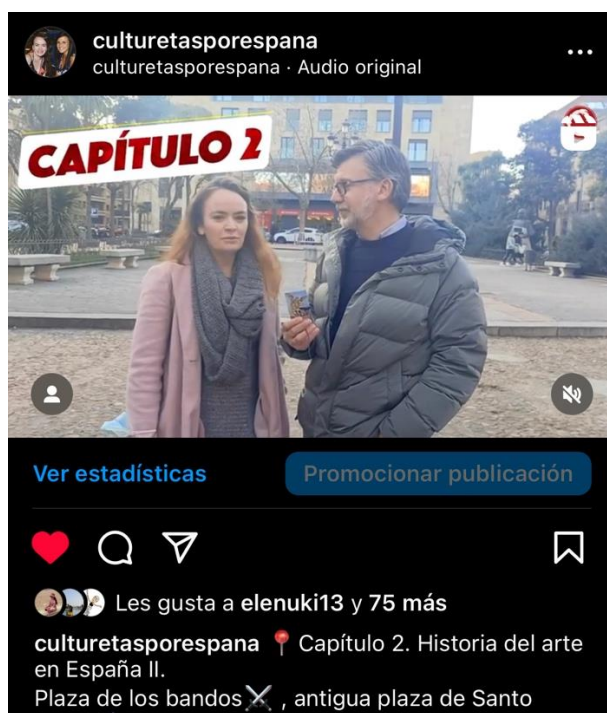 culturetasporespana
culturetasporespana · Audio original
CAPÍTULO 2
Ver estadísticas
Promocionar publicación
Les gusta a elenuki13 y 75 más
culturetasporespana 📍 Capítulo 2. Historia del arte
en España II.
Plaza de los bandos⚔️ , antigua plaza de Santo